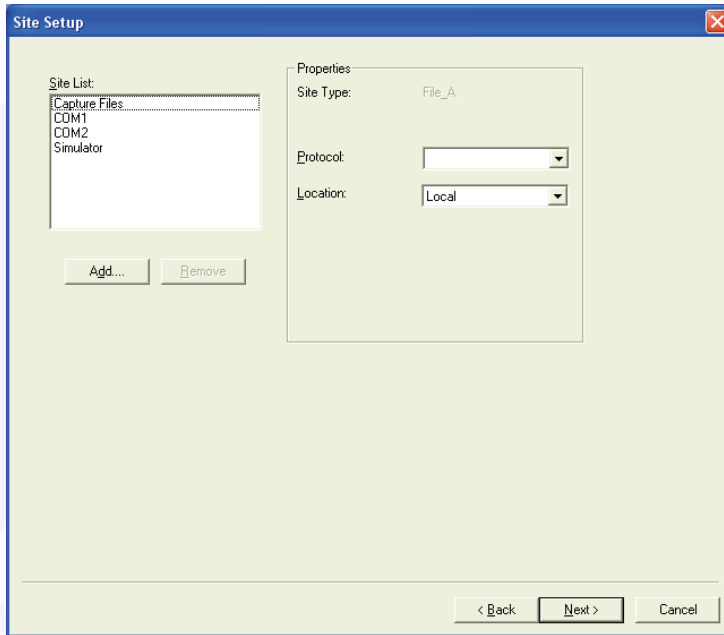 Site Setup
Site List:
Capture Files
COM1
COM2
Simulator
Add....
Remove
Properties
Site Type: File_A
Protocol:
Location: Local
< Back
Next >
Cancel